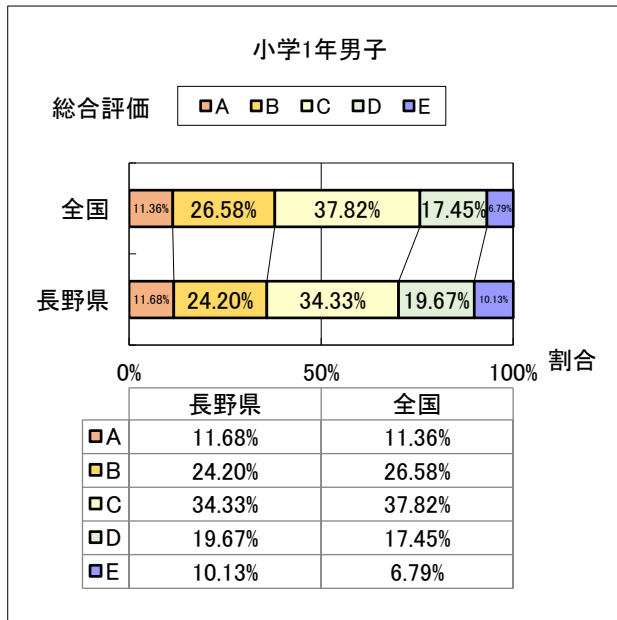 小学1年男子
総合評価 A B C D E
全国 11.36% 26.58% 37.82% 17.45% 6.79%
長野県 11.68% 24.20% 34.33% 19.67% 10.13%
0% 50% 100% 割合
長野県 全国
A 11.68% 11.36%
B 24.20% 26.58%
C 34.33% 37.82%
D 19.67% 17.45%
E 10.13% 6.79%